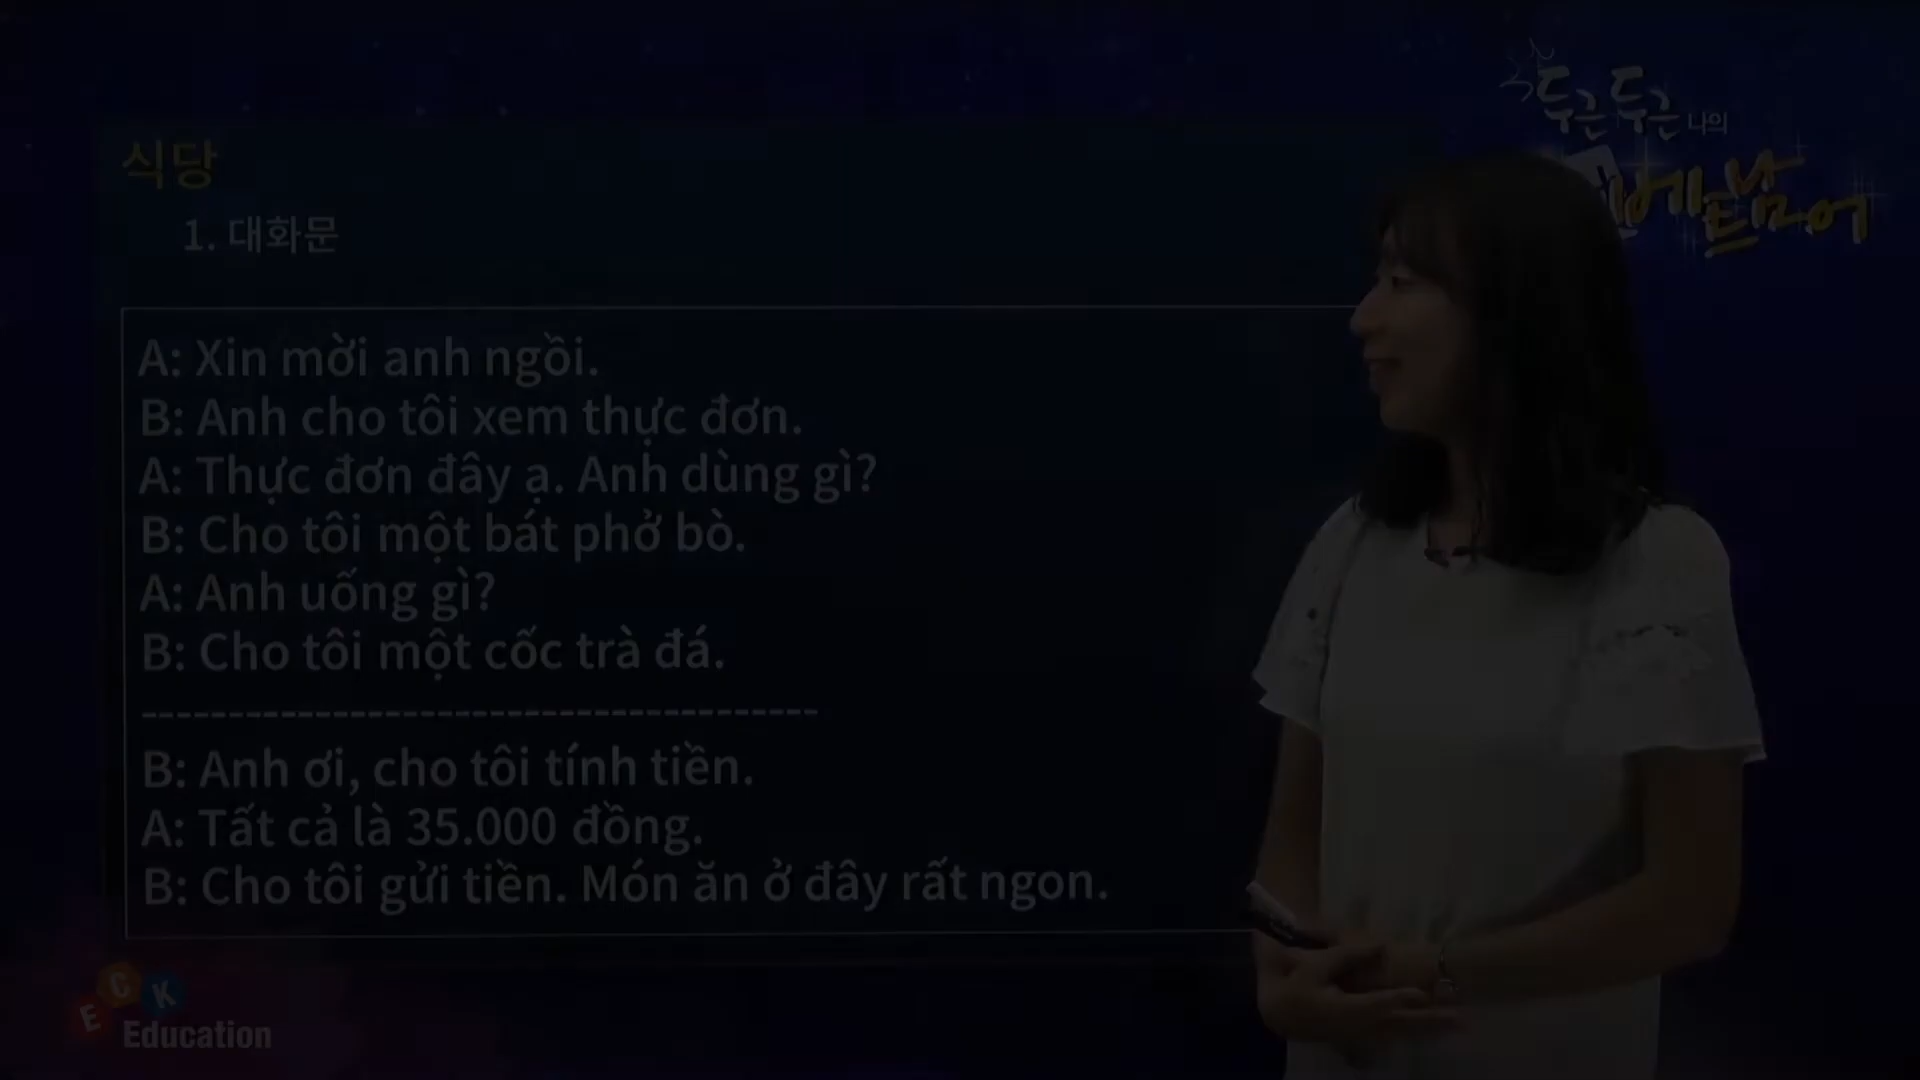 두근두근 나의
베트남어
식당
1. 대화문
A: Xin mời anh ngồi.
B: Anh cho tôi xem thực đơn.
A: Thực đơn đây ạ. Anh dùng gì?
B: Cho tôi một bát phở bò.
A: Anh uống gì?
B: Cho tôi một cốc trà đá.
---------------------------------------
B: Anh ơi, cho tôi tính tiền.
A: Tất cả là 35.000 đồng.
B: Cho tôi gửi tiền. Món ăn ở đây rất ngon.
ECK
Education